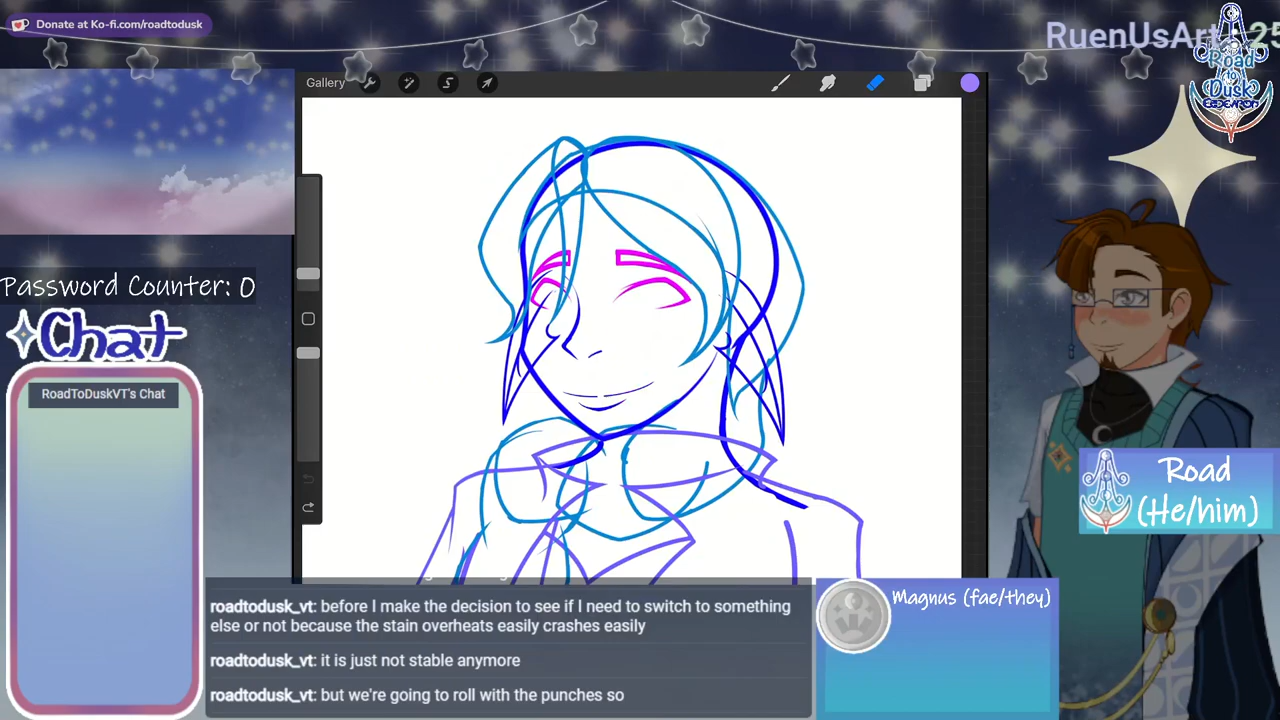 Donate at Ko-fi.com/roadtodusk
RuenUsArt
Road
to
Dusk
Gallery
Password Counter: 0
Chat
RoadToDuskVT's Chat
Road
(He/him)
roadtodusk_vt: before I make the decision to see if I need to switch to something
else or not because the stain overheats easily crashes easily
roadtodusk_vt: it is just not stable anymore
roadtodusk_vt: but we're going to roll with the punches so
Magnus (fae/they)